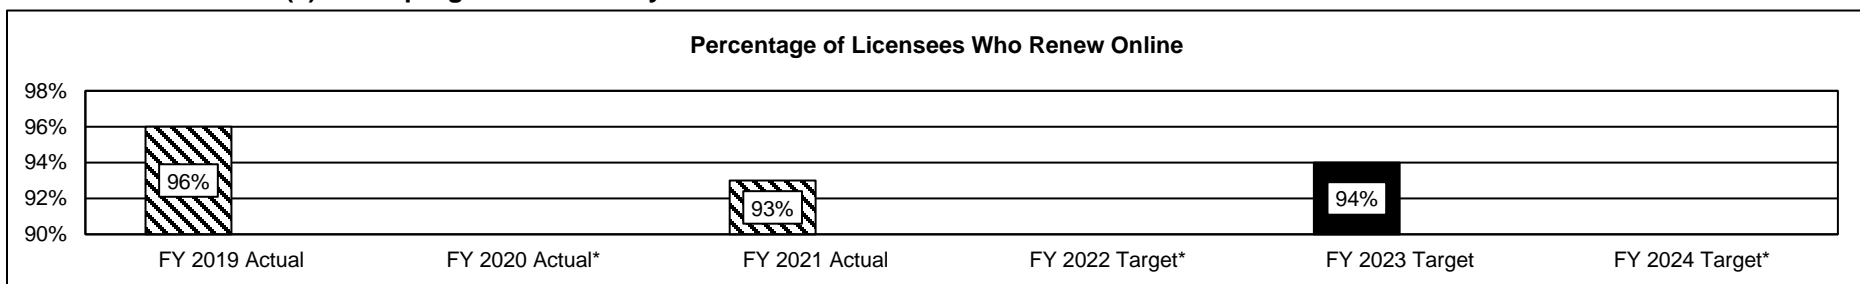 Percentage of Licensees Who Renew Online
98%
96%
94%
92%
90%
96%
93%
94%
FY 2019 Actual
FY 2020 Actual*
FY 2021 Actual
FY 2022 Target*
FY 2023 Target
FY 2024 Target*